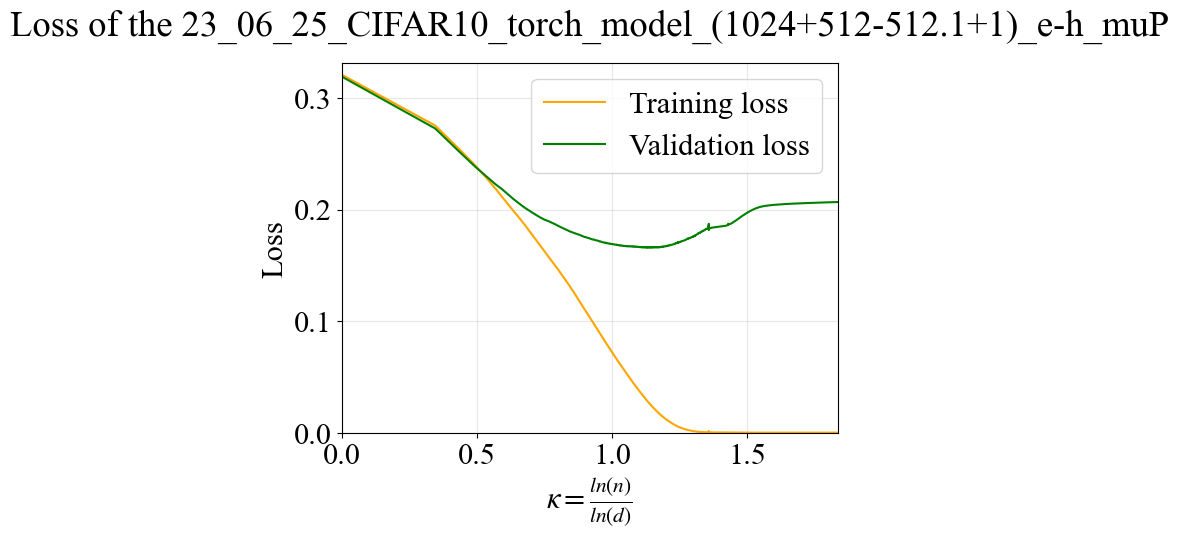 Loss of the 23_06_25_CIFAR10_torch_model_(1024+512-512.1+1)_e-h_muP
Training loss
Validation loss
0.3
0.2
0.1
0.0
Loss
0.0 0.5 1.0 1.5
κ = ln(n)/ln(d)